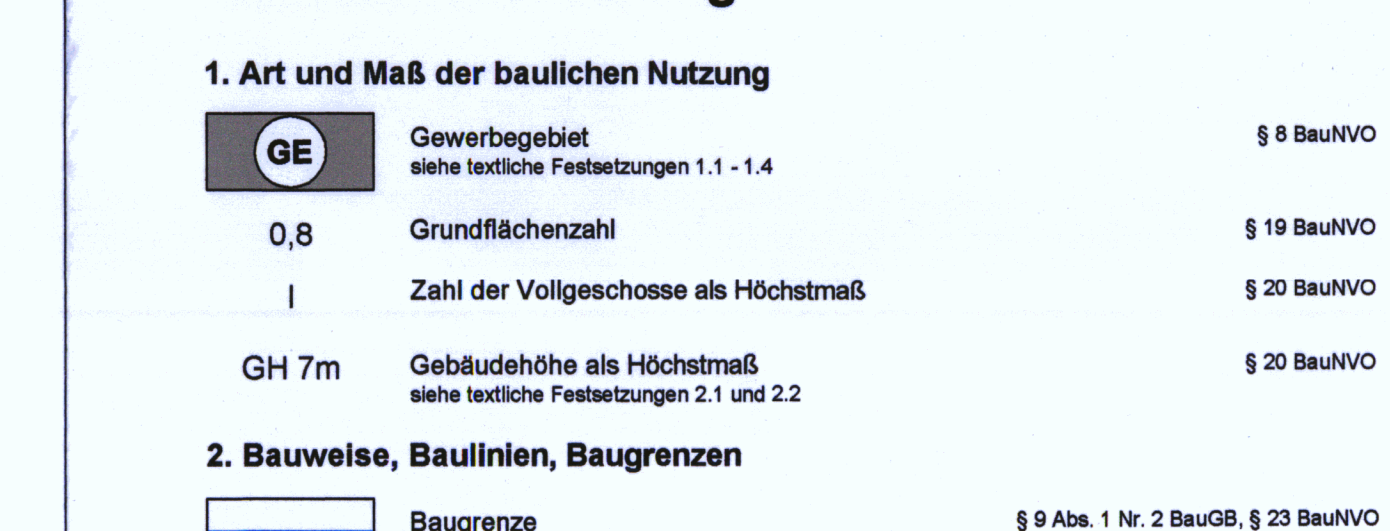 1. Art und Maß der baulichen Nutzung
GE
Gewerbegebiet
§ 8 BauNVO
siehe textliche Festsetzungen 1.1 - 1.4
0,8
Grundflächenzahl
§ 19 BauNVO
I
Zahl der Vollgeschosse als Höchstmaß
§ 20 BauNVO
GH 7m
Gebäudehöhe als Höchstmaß
§ 20 BauNVO
siehe textliche Festsetzungen 2.1 und 2.2
2. Bauweise, Baulinien, Baugrenzen
Baugrenze
§ 9 Abs. 1 Nr. 2 BauGB, § 23 BauNVO